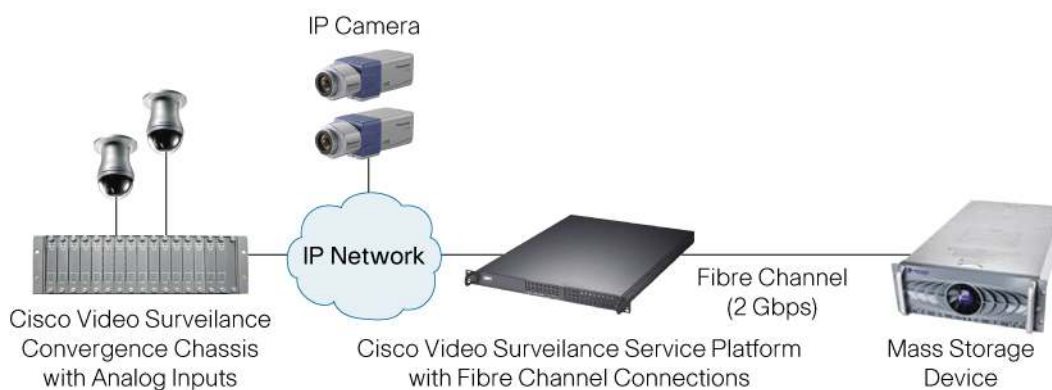 IP Camera
IP Network
Fibre Channel
(2 Gbps)
Cisco Video Surveilance
Convergence Chassis
with Analog Inputs
Cisco Video Surveilance Service Platform
with Fibre Channel Connections
Mass Storage
Device